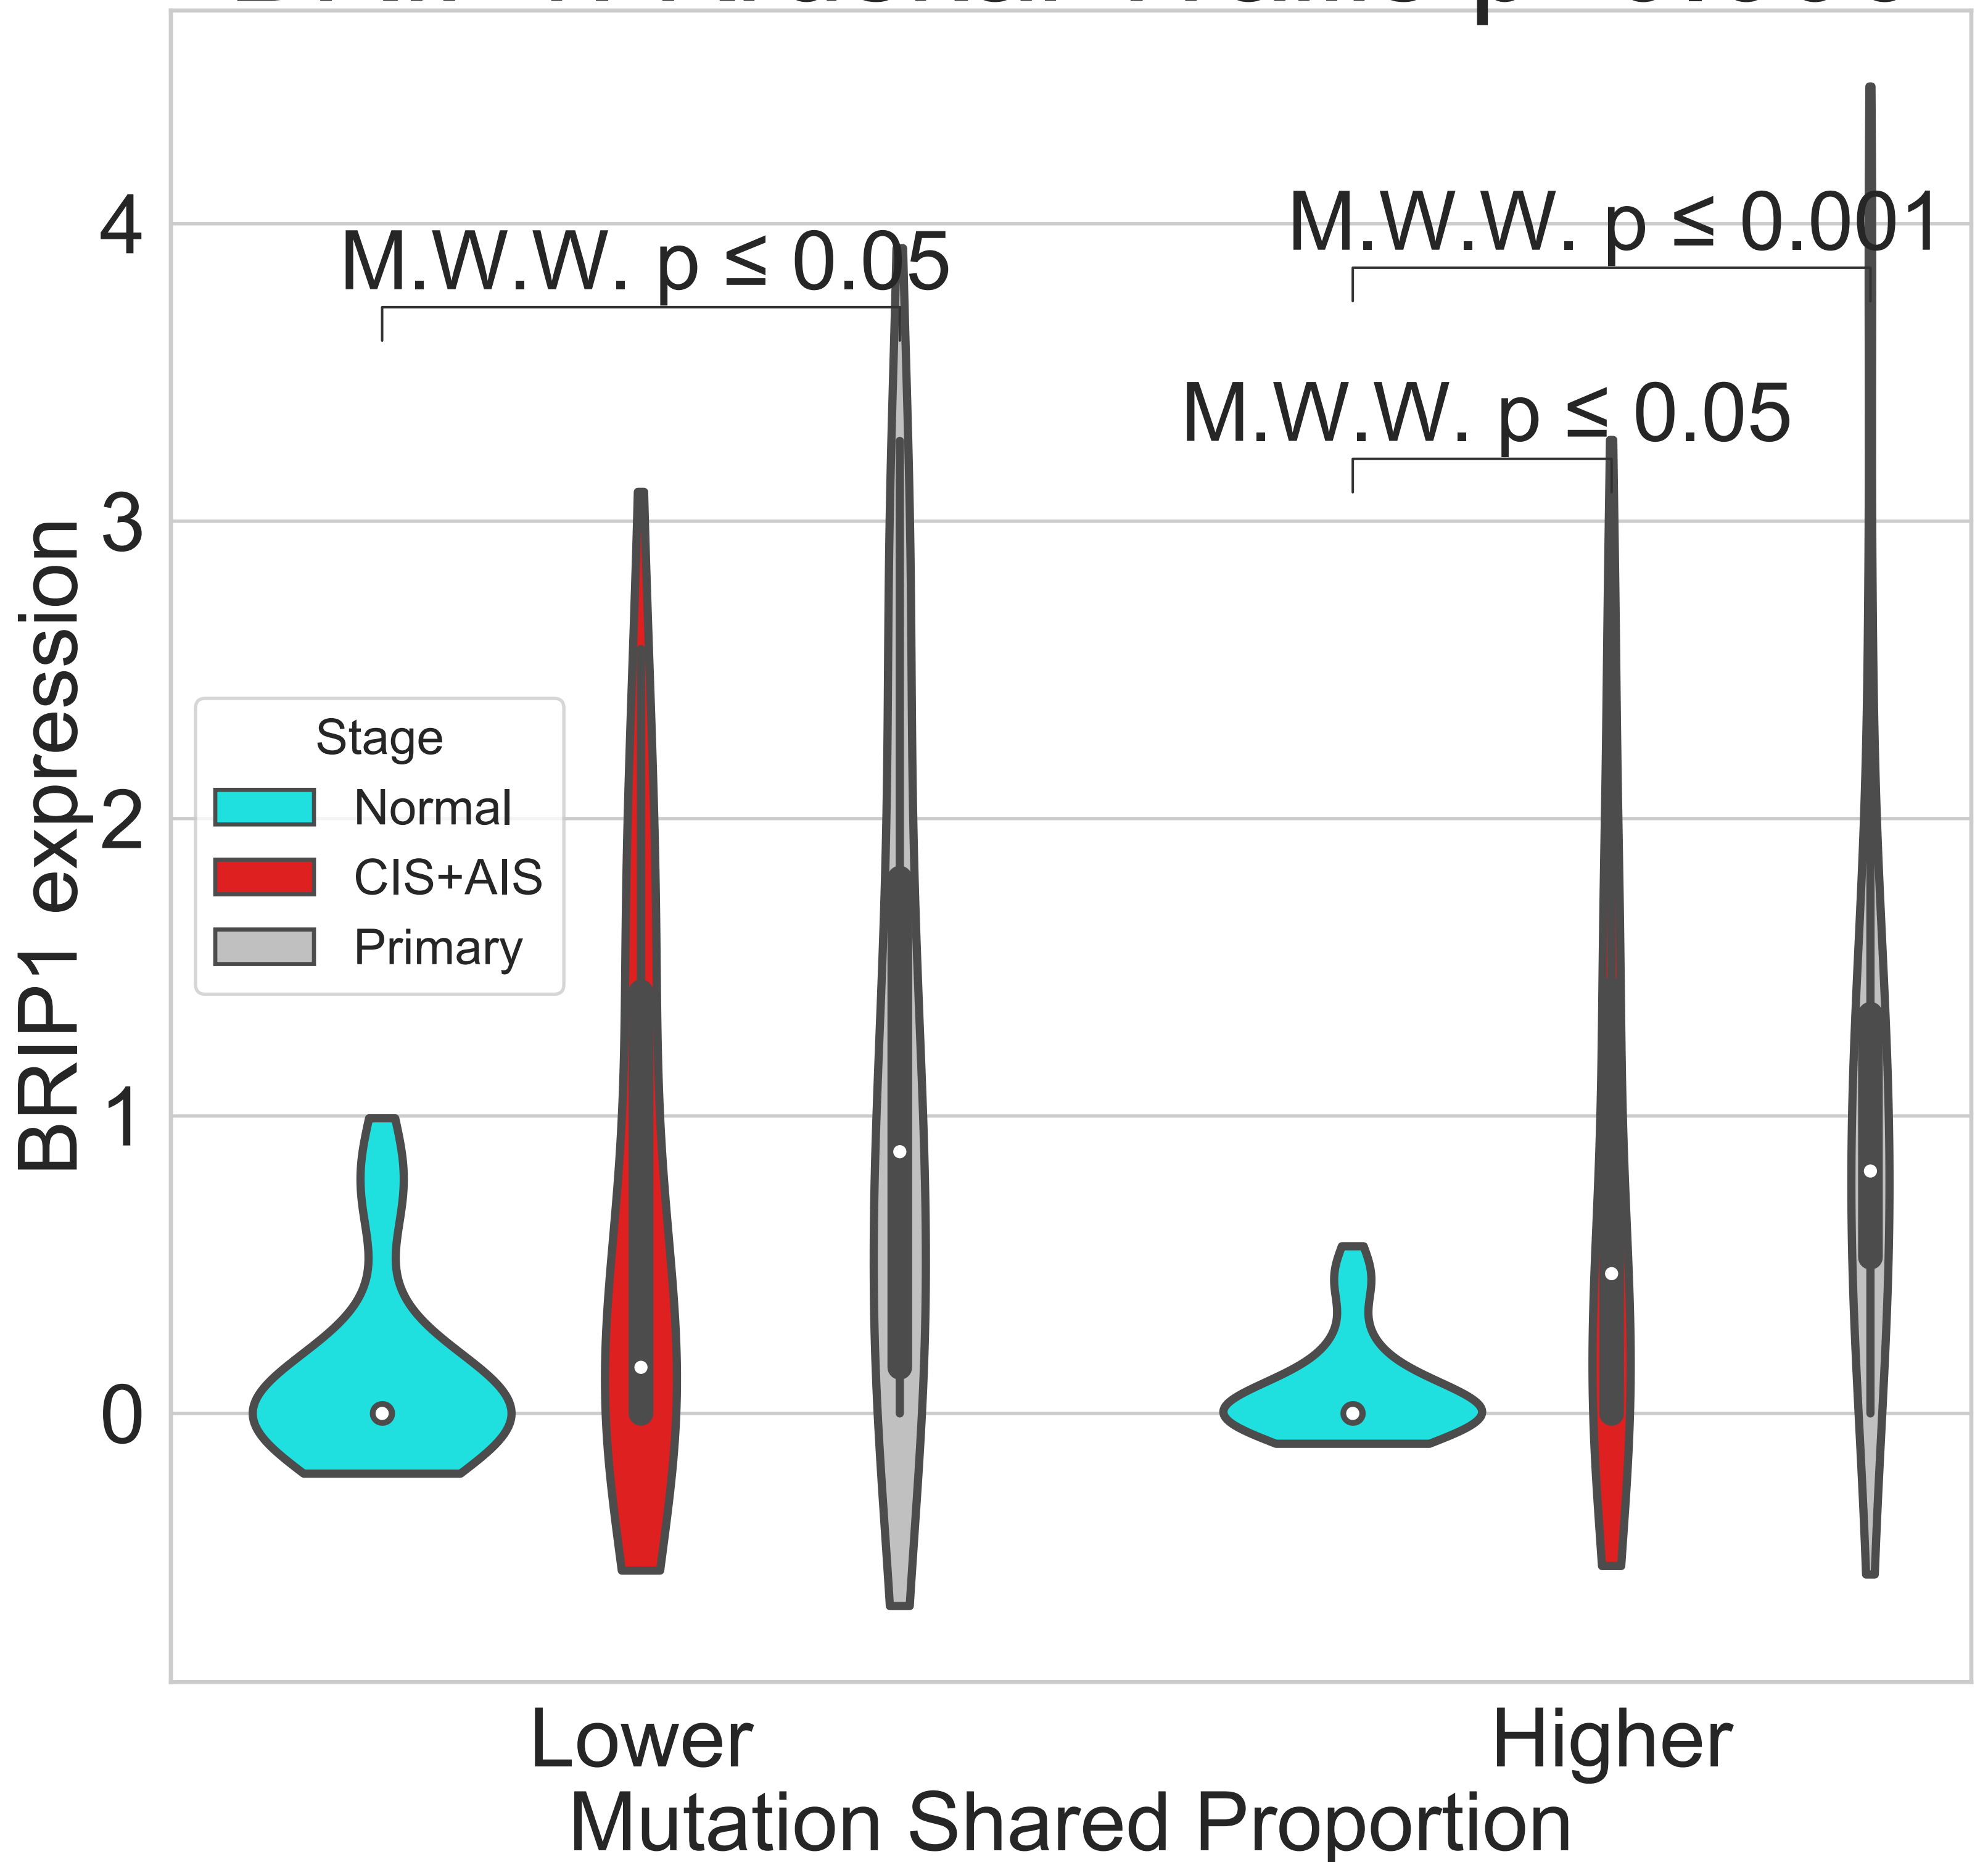 M.W.W. p ≤ 0.001
M.W.W. p ≤ 0.05
M.W.W. p ≤ 0.05
4
3
2
1
0
BRIP1 expression
Stage
Normal
CIS+AIS
Primary
Lower
Higher
Mutation Shared Proportion